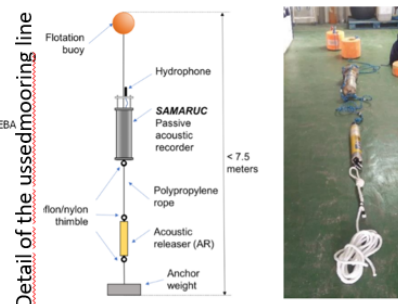 Detail of the ussedmooring line
EBA
Flotation
buoy
Hydrophone
SAMARUC
Passive
acoustic
recorder
< 7.5
meters
Polypropylene
rope
flon/nylon
thimble
Acoustic
releaser (AR)
Anchor
weight